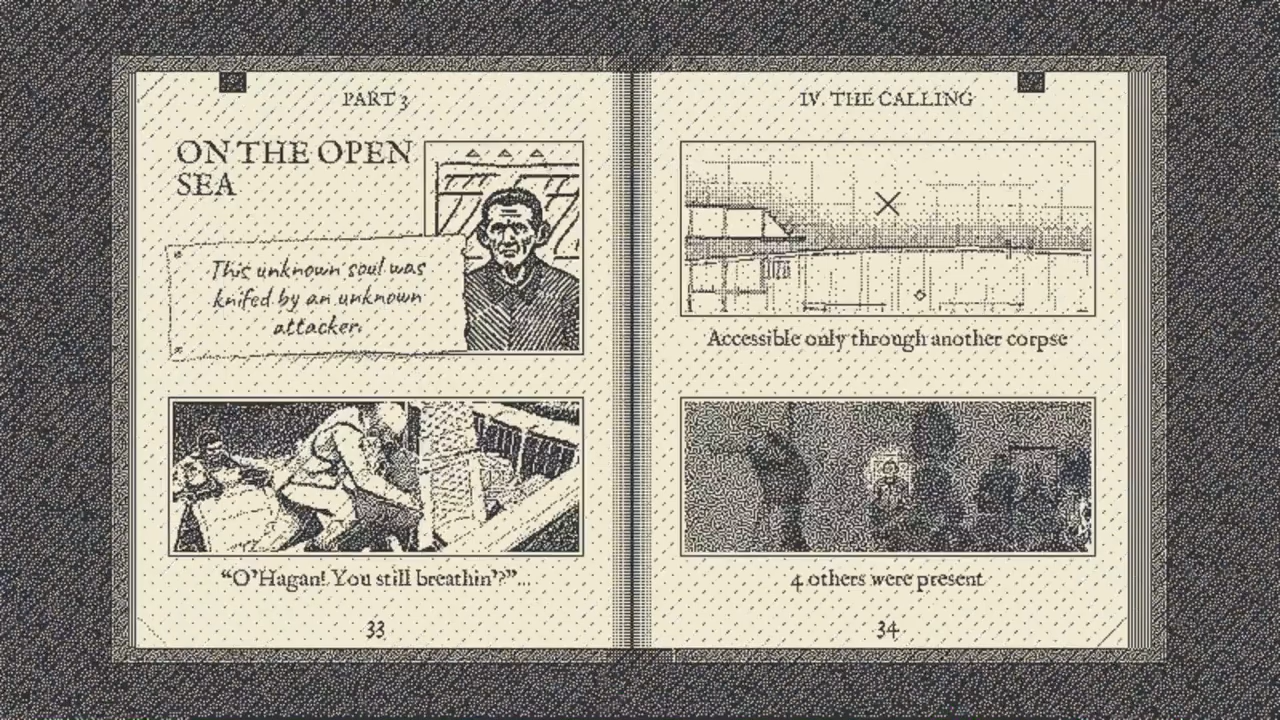 PART 3
ON THE OPEN
SEA
This unknown soul was
knifed by an unknown
attacker.
“O’Hagan! You still breathin’?”...
33
IV. THE CALLING
Accessible only through another corpse
4 others were present
34